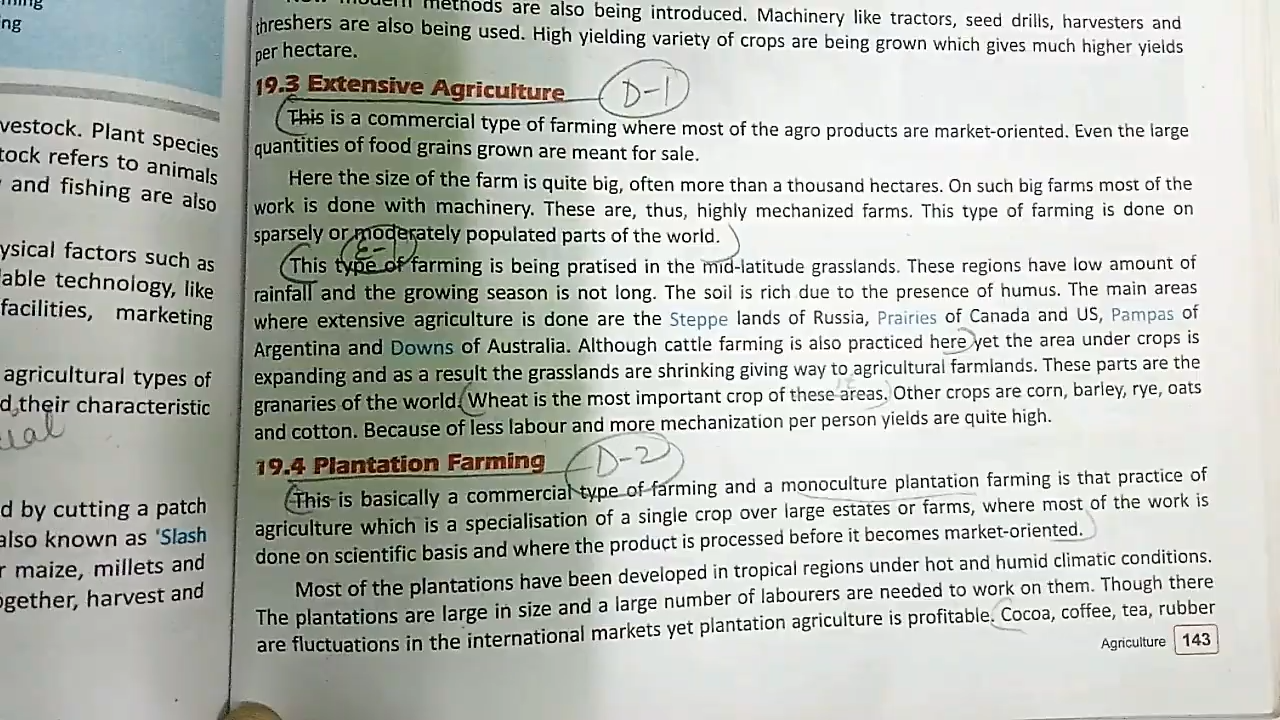 ning
ng
vestock. Plant species
tock refers to animals
and fishing are also
ysical factors such as
lable technology, like
facilities, marketing
agricultural types of
d, their characteristic
ual
d by cutting a patch
also known as 'Slash
r maize, millets and
ogether, harvest and
modern methods are also being introduced. Machinery like tractors, seed drills, harvesters and
threshers are also being used. High yielding variety of crops are being grown which gives much higher yields
per hectare.
19.3 Extensive Agriculture D-1
This is a commercial type of farming where most of the agro products are market-oriented. Even the large
quantities of food grains grown are meant for sale.
Here the size of the farm is quite big, often more than a thousand hectares. On such big farms most of the
work is done with machinery. These are, thus, highly mechanized farms. This type of farming is done on
sparsely or moderately populated parts of the world.
E-1
This type of farming is being pratised in the mid-latitude grasslands. These regions have low amount of
rainfall and the growing season is not long. The soil is rich due to the presence of humus. The main areas
where extensive agriculture is done are the Steppe lands of Russia, Prairies of Canada and US, Pampas of
Argentina and Downs of Australia. Although cattle farming is also practiced here yet the area under crops is
expanding and as a result the grasslands are shrinking giving way to agricultural farmlands. These parts are the
granaries of the world. Wheat is the most important crop of these areas. Other crops are corn, barley, rye, oats
and cotton. Because of less labour and more mechanization per person yields are quite high.
19.4 Plantation Farming D-2
This is basically a commercial type of farming and a monoculture plantation farming is that practice of
agriculture which is a specialisation of a single crop over large estates or farms, where most of the work is
done on scientific basis and where the product is processed before it becomes market-oriented.
Most of the plantations have been developed in tropical regions under hot and humid climatic conditions.
The plantations are large in size and a large number of labourers are needed to work on them. Though there
are fluctuations in the international markets yet plantation agriculture is profitable. Cocoa, coffee, tea, rubber
Agriculture 143